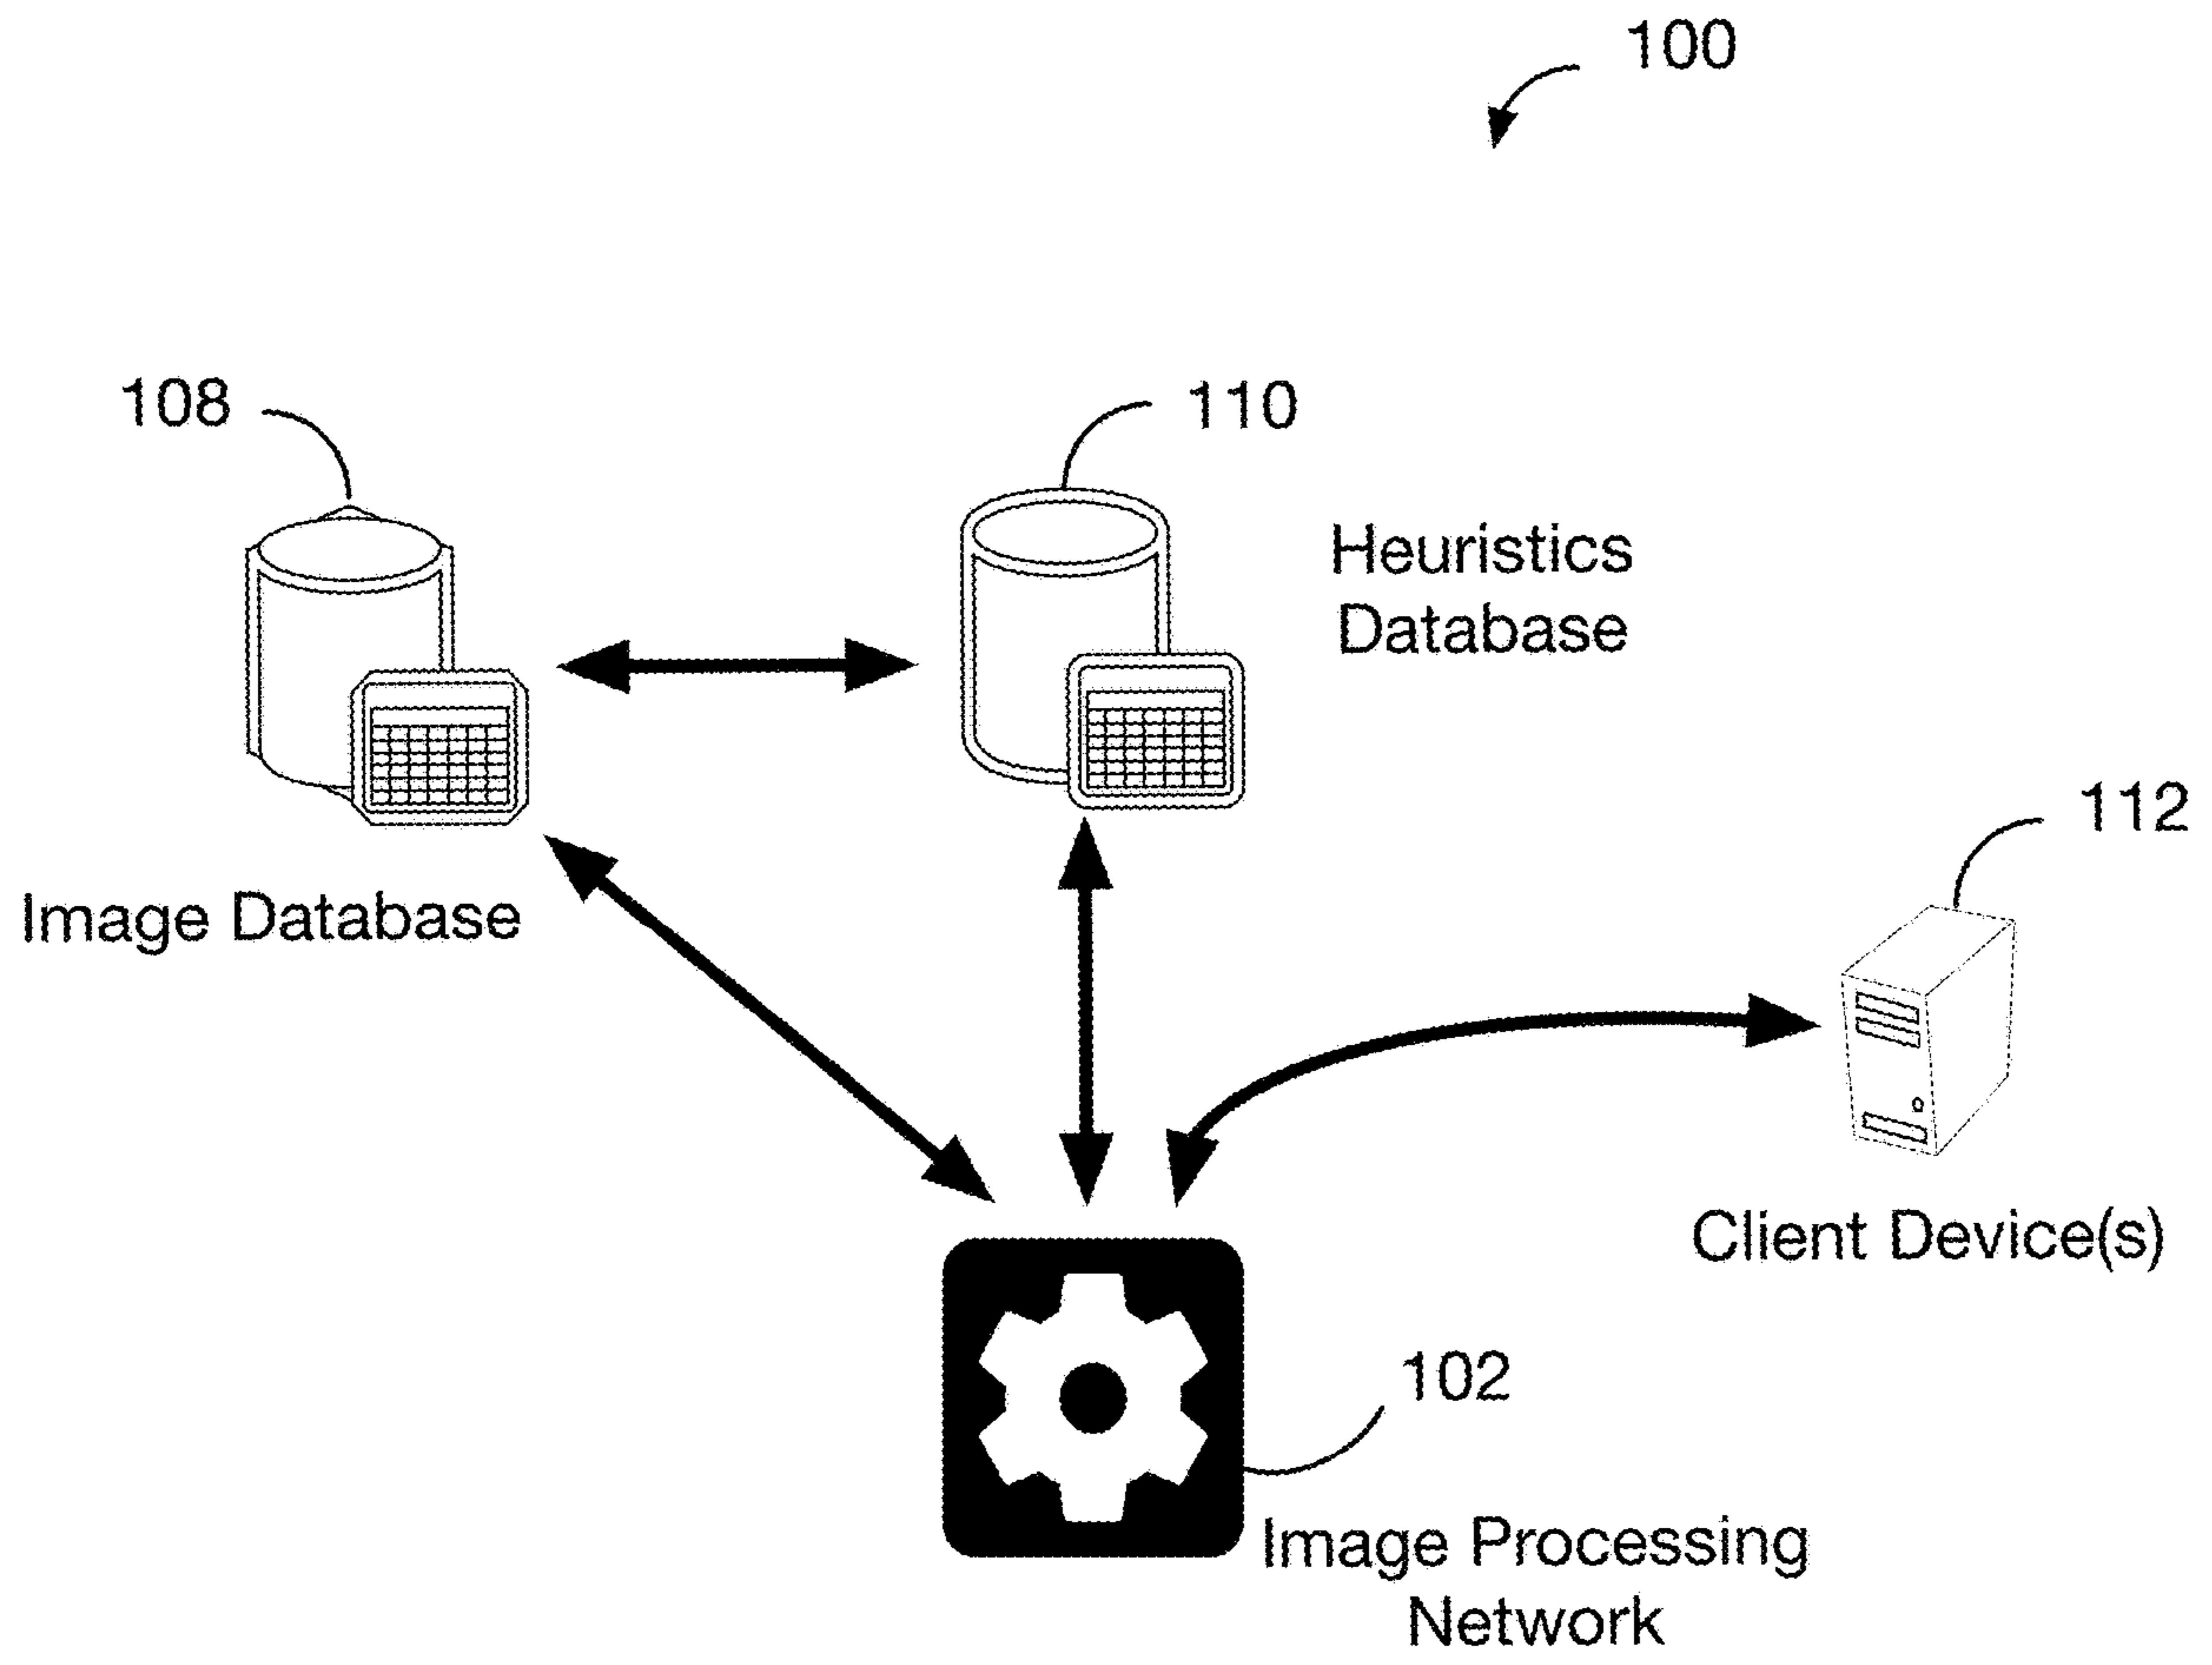 100
108
110
Heuristics
Database
112
Image Database
Client Device(s)
102
Image Processing
Network